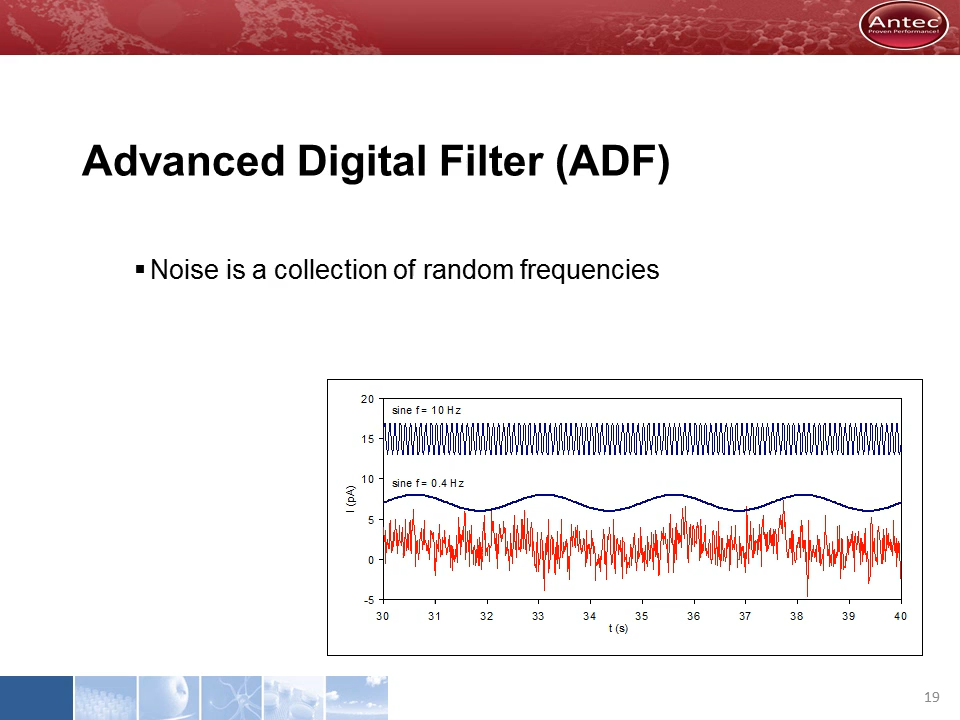 Antec
Proven Performance!
Advanced Digital Filter (ADF)
▪ Noise is a collection of random frequencies
20
sine f = 10 Hz
15
10
sine f = 0.4 Hz
I (pA)
5
0
-5
30 31 32 33 34 35 36 37 38 39 40
t (s)
19